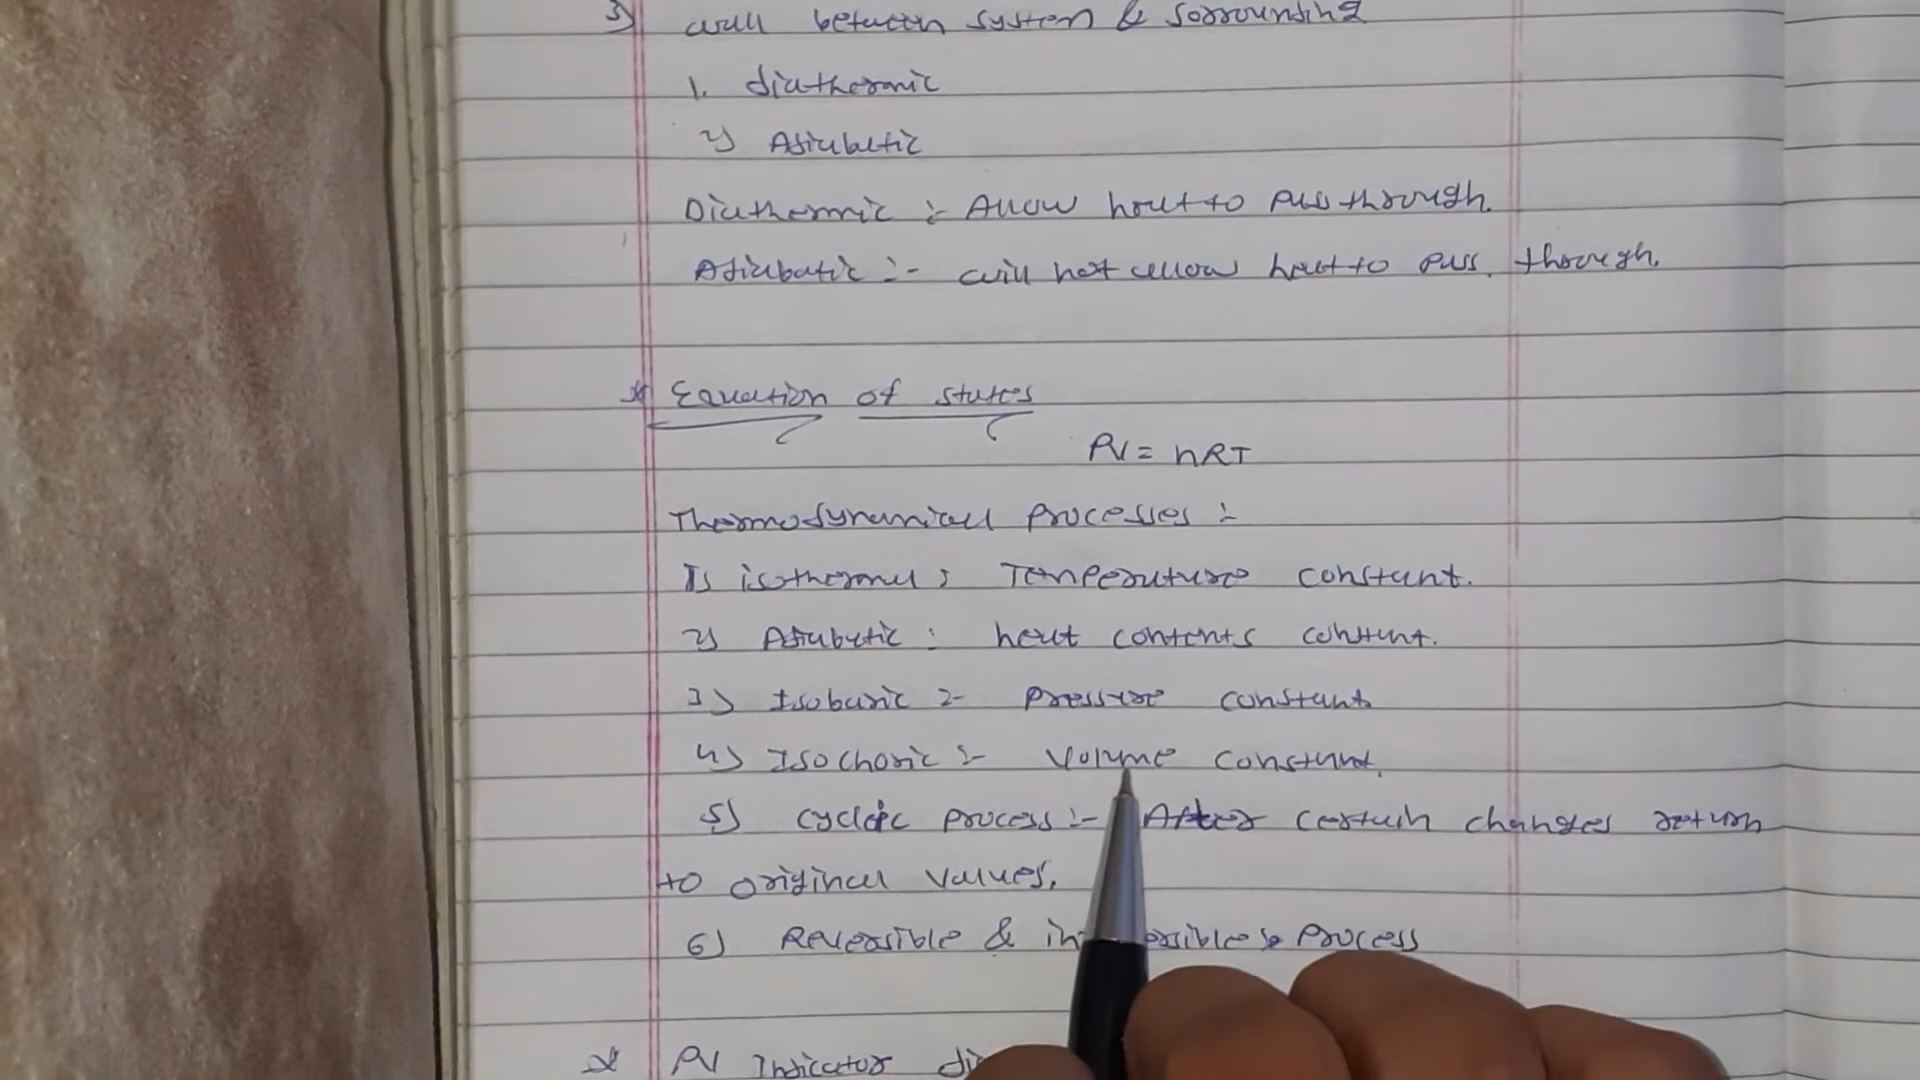 3) wall between system & sorrounding
1. diathermic
2) Adiabatic
Diathermic :- Allow heat to pass through.
Adiabatic :- will not allow heat to pass through.
* Equation of states
PV = nRT
Thermodynamical processes :-
1) isothermal : Temperature constant.
2) Adiabatic : heat contents constant.
3) Isobaric :- Pressure constant.
4) Isochoric :- Volume constant.
5) cyclic process :- After certain changes return
to original values.
6) Reversible & Process
* PV Indicator